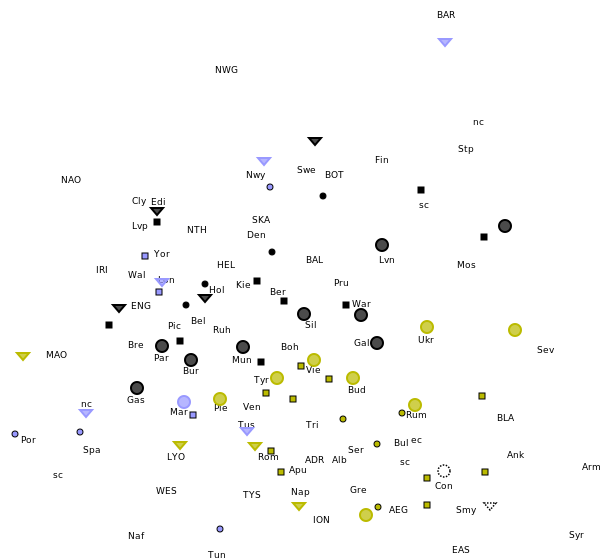 BAR
NWG
nc
Stp
Fin
Swe
BOT
Nwy
NAO
sc
Cly Edi
SKA
Lvp
NTH
Den
Yor
Lvn
BAL
Mos
HEL
IRI
Wal
Kie
Pru
Ber
Hol
War
ENG
Bel
Pic
Sil
Ruh
Ukr
Bre
Gal
Boh
Sev
MAO
Par
Mun
Vie
Bur
Tyr
Bud
Gas
nc
Ven
Pie
Mar
Rum
BLA
Tus
Tri
Por
Bul ec
Spa
Ser
Ank
LYO
Rom
ADR Alb
sc
Arm
Apu
sc
Con
WES
TYS
Nap
Gre
AEG
Smy
ION
Naf
Syr
EAS
Tun